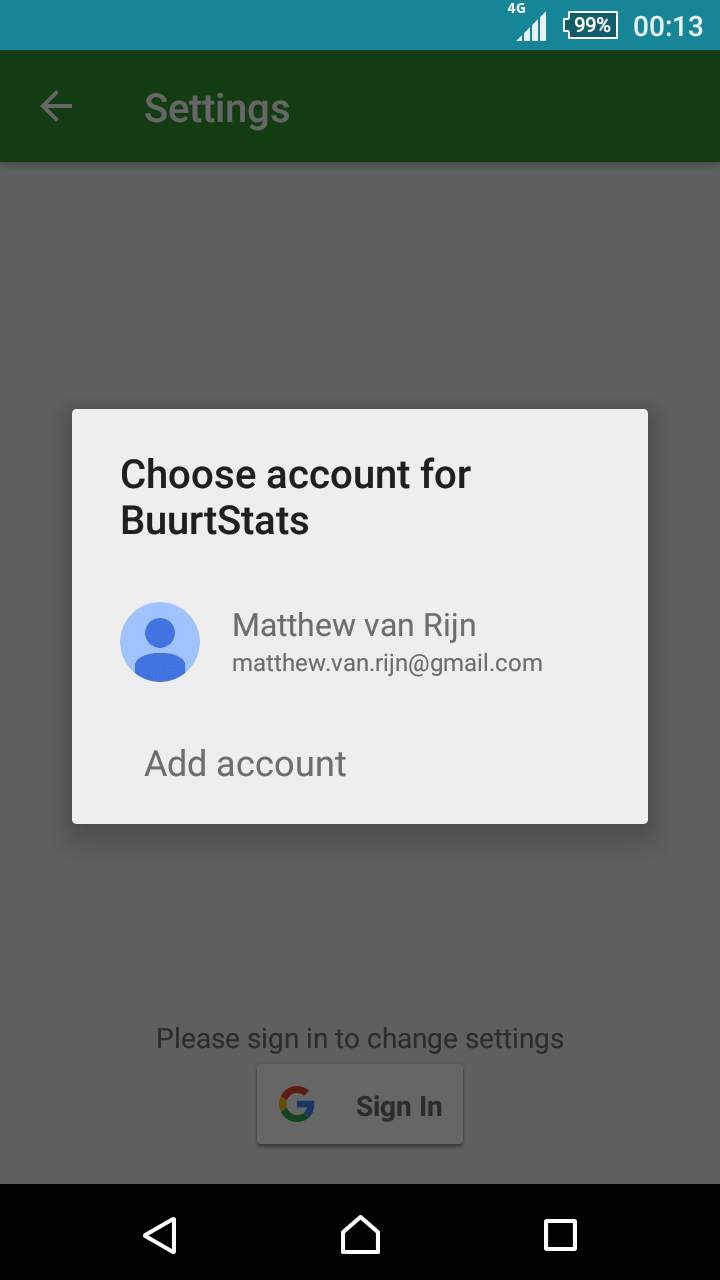 4G
99%
00:13
Settings
Choose account for
BuurtStats
Matthew van Rijn
matthew.van.rijn@gmail.com
Add account
Please sign in to change settings
Sign In